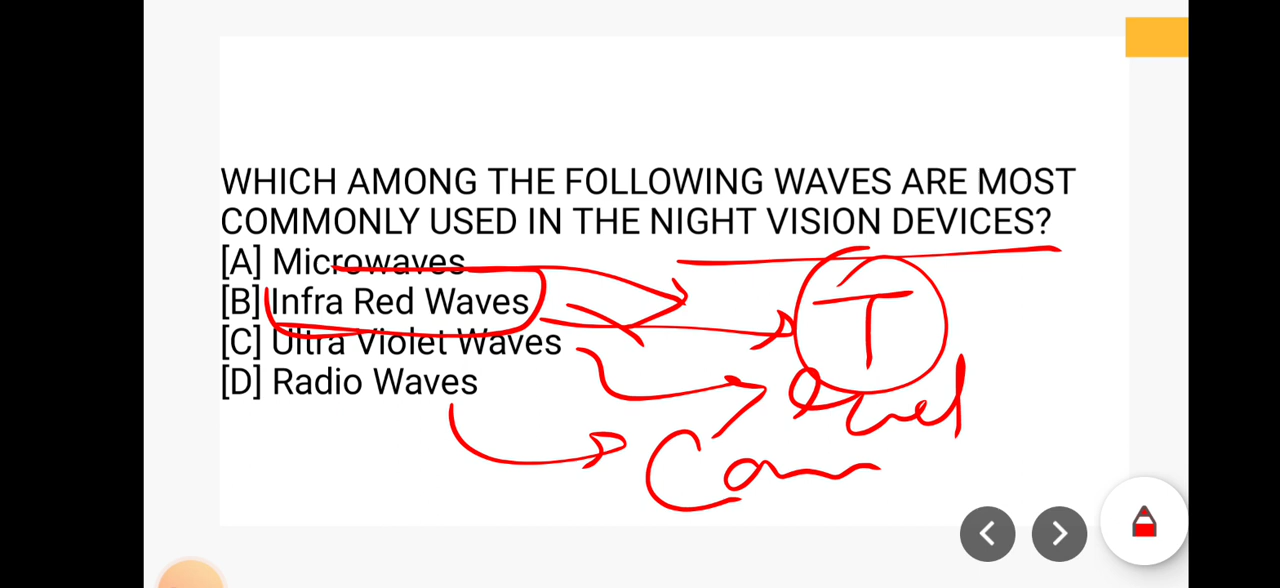 WHICH AMONG THE FOLLOWING WAVES ARE MOST
COMMONLY USED IN THE NIGHT VISION DEVICES?
[A] Microwaves
[B] Infra Red Waves
[C] Ultra Violet Waves
[D] Radio Waves
T